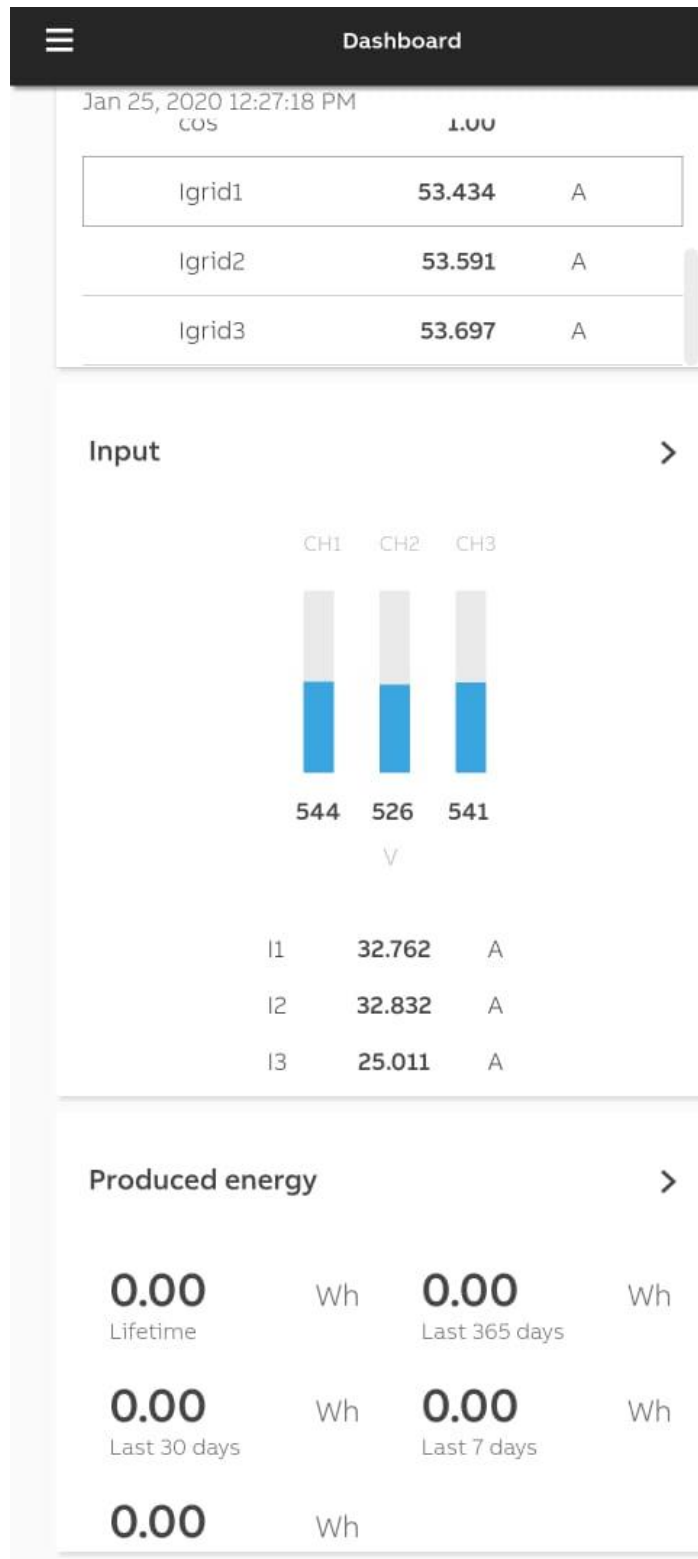 Dashboard
Jan 25, 2020 12:27:18 PM
cos 1.00
Igrid1 53.434 A
Igrid2 53.591 A
Igrid3 53.697 A
Input
CH1 CH2 CH3
544 526 541
V
I1 32.762 A
I2 32.832 A
I3 25.011 A
Produced energy
0.00 Wh 0.00 Wh
Lifetime Last 365 days
0.00 Wh 0.00 Wh
Last 30 days Last 7 days
0.00 Wh